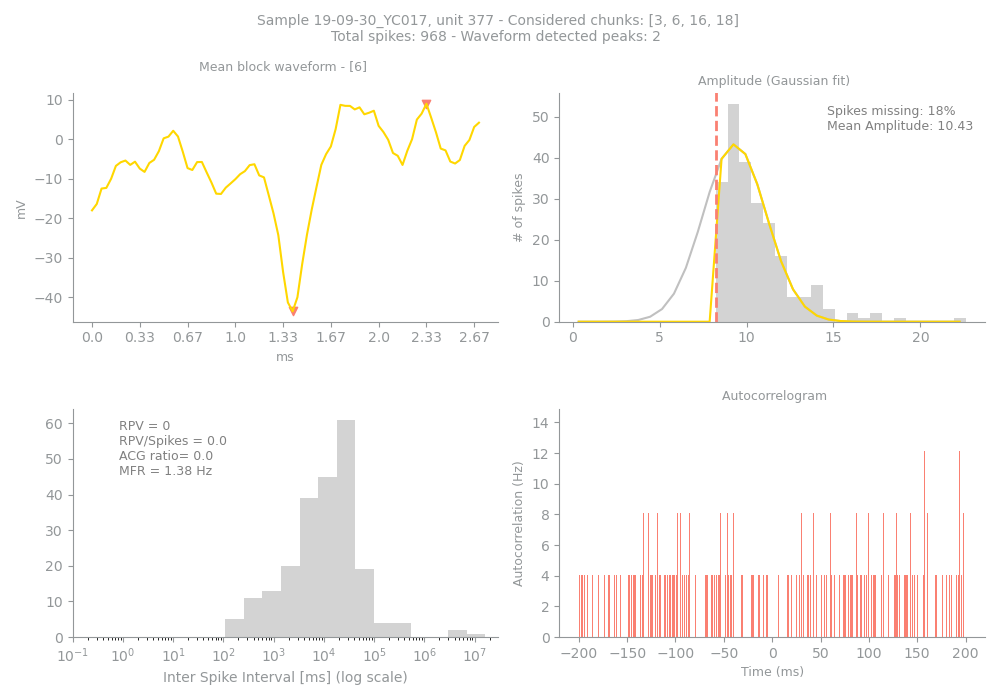 Sample 19-09-30_YC017, unit 377 - Considered chunks: [3, 6, 16, 18]
Total spikes: 968 - Waveform detected peaks: 2
Mean block waveform - [6]
10
0
−10
−20
−30
−40
mV
0.0 0.33 0.67 1.0 1.33 1.67 2.0 2.33 2.67
ms
Amplitude (Gaussian fit)
Spikes missing: 18%
Mean Amplitude: 10.43
50
40
30
20
10
0
# of spikes
0 5 10 15 20
RPV = 0
RPV/Spikes = 0.0
ACG ratio= 0.0
MFR = 1.38 Hz
60
50
40
30
20
10
0
10⁻¹ 10⁰ 10¹ 10² 10³ 10⁴ 10⁵ 10⁶ 10⁷
Inter Spike Interval [ms] (log scale)
Autocorrelogram
14
12
10
8
6
4
2
0
Autocorrelation (Hz)
−200 −150 −100 −50 0 50 100 150 200
Time (ms)